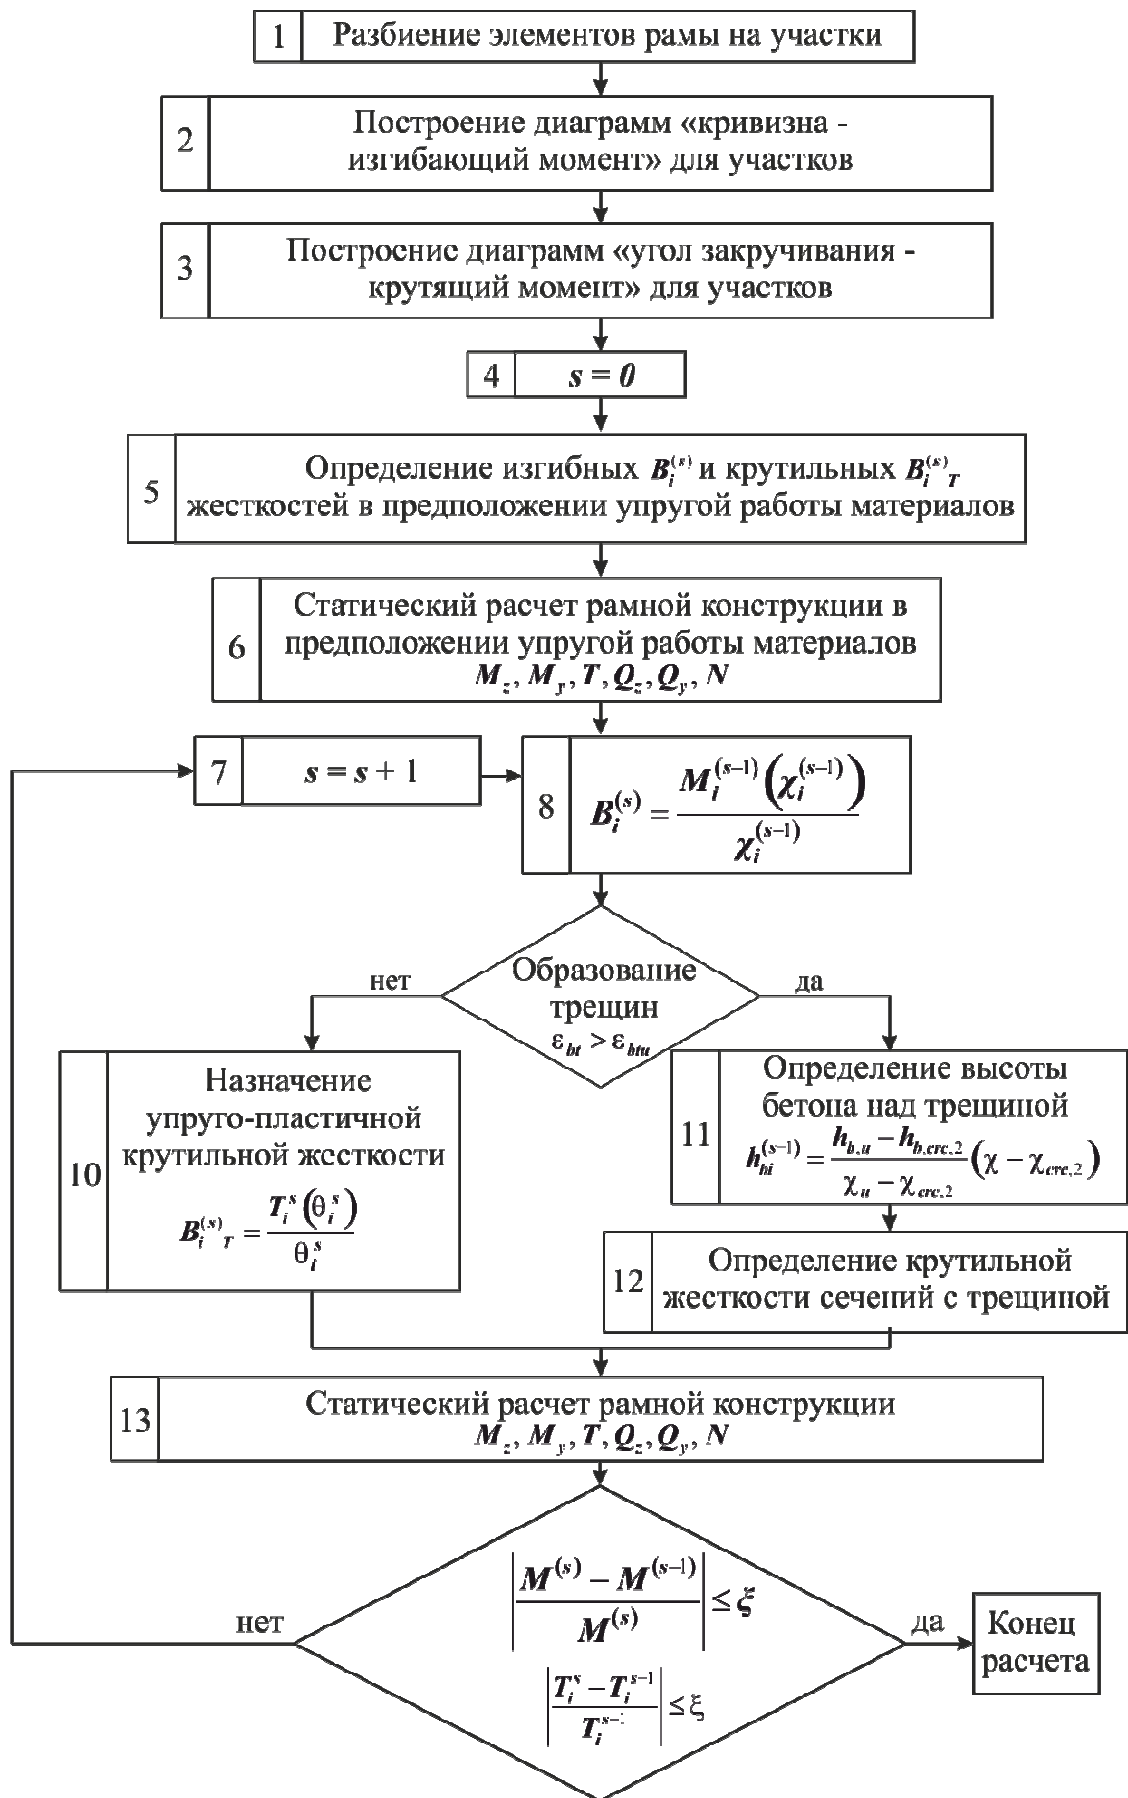 1 Разбиение элементов рамы на участки
2 Построение диаграмм «кривизна -
изгибающий момент» для участков
3 Построение диаграмм «угол закручивания -
крутящий момент» для участков
4 s = 0
5 Определение изгибных B_i^(s) и крутильных B_i^(s)_T
жесткостей в предположении упругой работы материалов
6 Статический расчет рамной конструкции в
предположении упругой работы материалов
M_z, M_y, T, Q_z, Q_y, N
7 s = s + 1
8 B_i^(s) = M_i^(s-1) (χ_i^(s-1)) / χ_i^(s-1)
нет
Образование
трещин
ε_bt > ε_btu
да
10 Назначение
упруго-пластичной
крутильной жесткости
B_i^(s)_T = T_i^s (θ_i^s) / θ_i^s
11 Определение высоты
бетона над трещиной
h_bi^(s-1) = (h_b,u − h_b,crc,2) / (χ_u − χ_crc,2) (χ − χ_crc,2)
12 Определение крутильной
жесткости сечений с трещиной
13 Статический расчет рамной конструкции
M_z, M_y, T, Q_z, Q_y, N
нет
|(M^(s) − M^(s-1)) / M^(s)| ≤ ξ
|(T_i^s − T_i^s-1) / T_i^s-| ≤ ξ
да
Конец
расчета